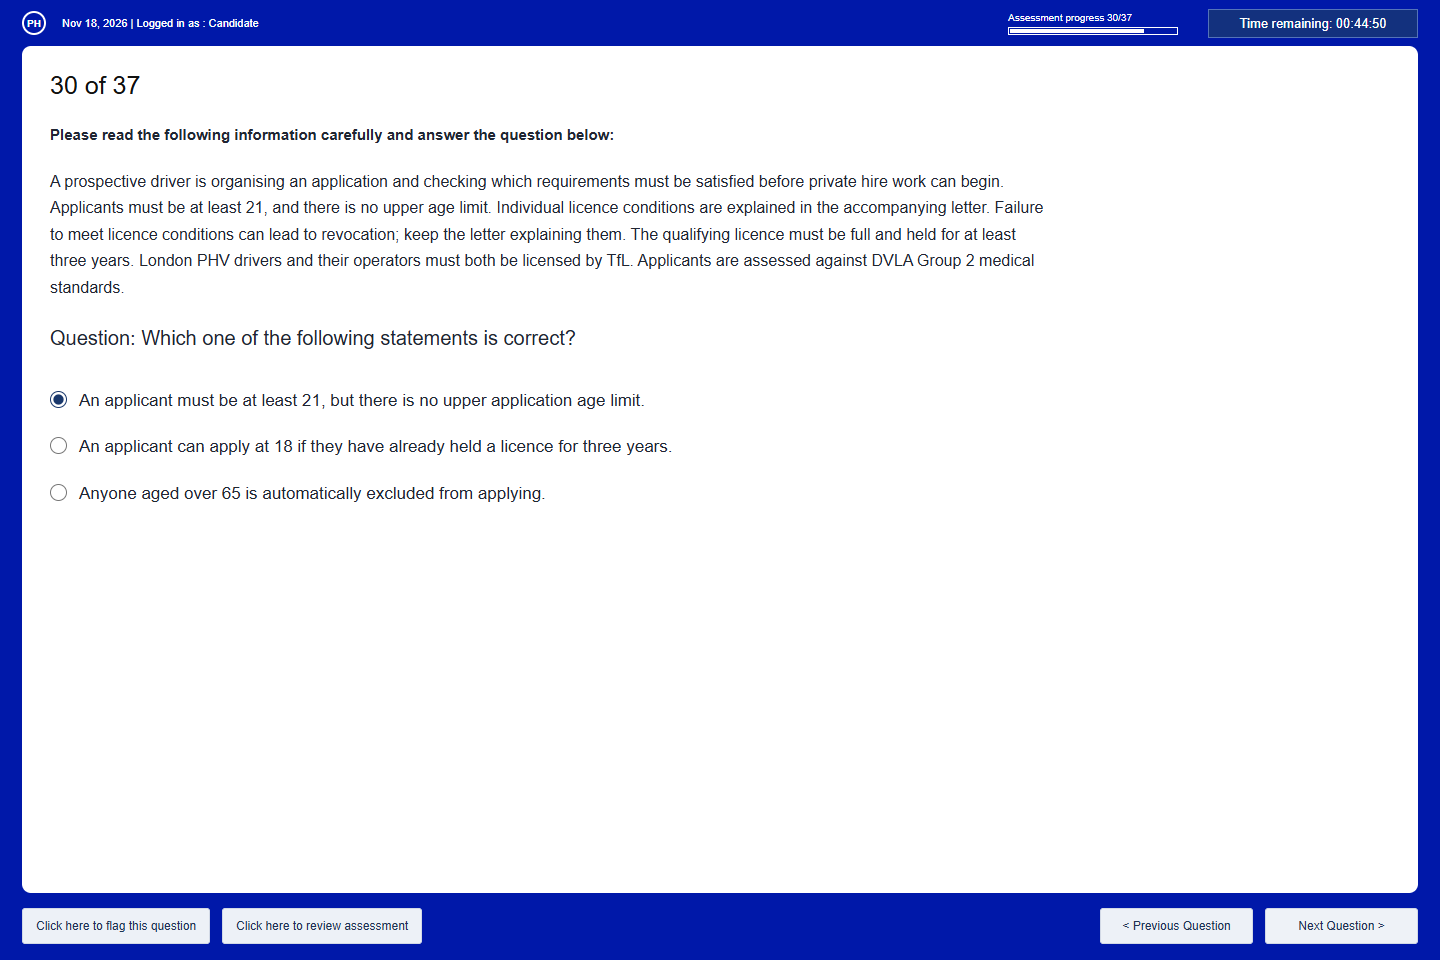 PH
Nov 18, 2026 | Logged in as : Candidate
Assessment progress 30/37
Time remaining: 00:44:50
30 of 37
Please read the following information carefully and answer the question below:
A prospective driver is organising an application and checking which requirements must be satisfied before private hire work can begin.
Applicants must be at least 21, and there is no upper age limit. Individual licence conditions are explained in the accompanying letter. Failure
to meet licence conditions can lead to revocation; keep the letter explaining them. The qualifying licence must be full and held for at least
three years. London PHV drivers and their operators must both be licensed by TfL. Applicants are assessed against DVLA Group 2 medical
standards.
Question: Which one of the following statements is correct?
An applicant must be at least 21, but there is no upper application age limit.
An applicant can apply at 18 if they have already held a licence for three years.
Anyone aged over 65 is automatically excluded from applying.
Click here to flag this question
Click here to review assessment
< Previous Question
Next Question >